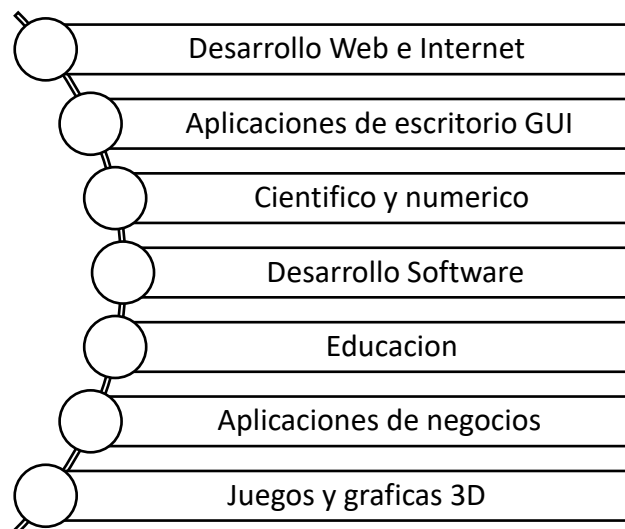 Desarrollo Web e Internet
Aplicaciones de escritorio GUI
Cientifico y numerico
Desarrollo Software
Educacion
Aplicaciones de negocios
Juegos y graficas 3D